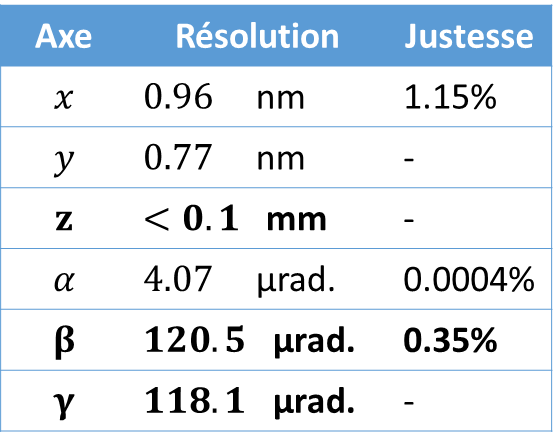 Axe Résolution Justesse
x 0.96 nm 1.15%
y 0.77 nm -
z < 0.1 mm -
α 4.07 μrad. 0.0004%
β 120.5 μrad. 0.35%
γ 118.1 μrad. -